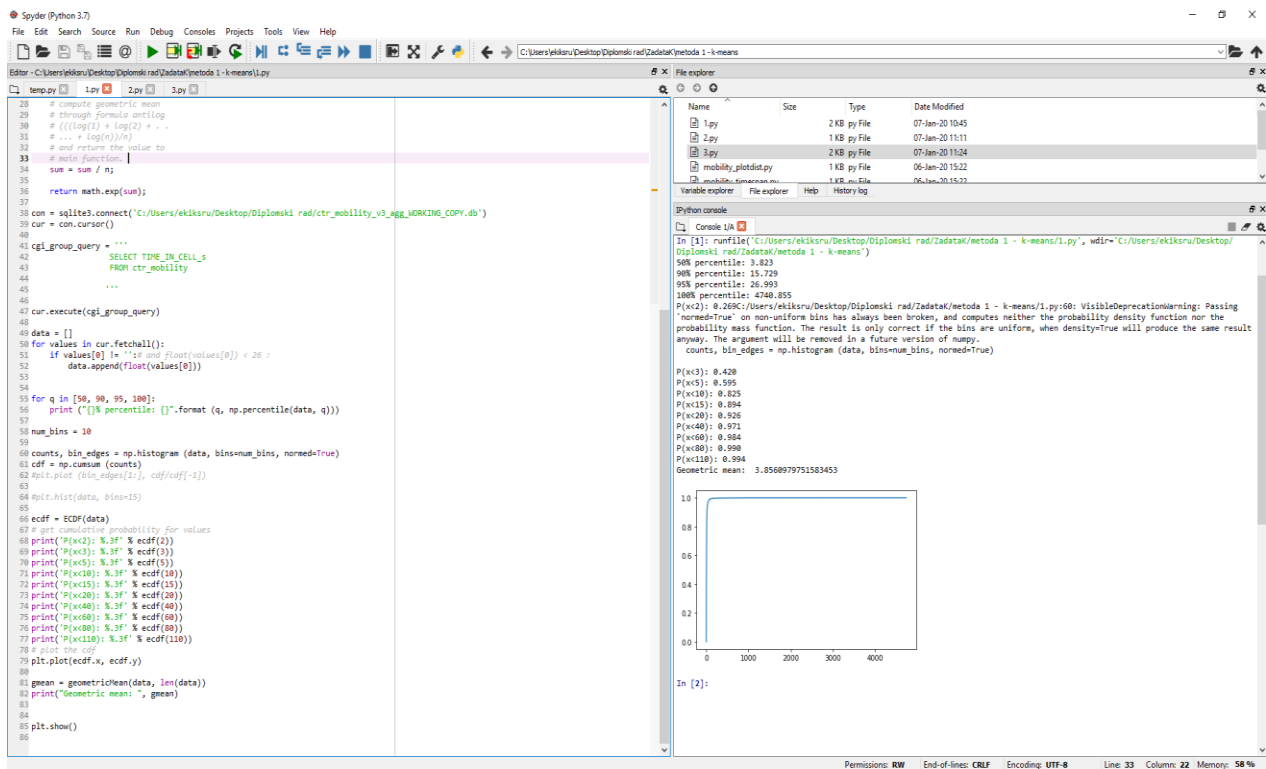 Spyder (Python 3.7)
File Edit Search Source Run Debug Consoles Projects Tools View Help
C:\Users\ekiksru\Desktop\Diplomski rad\ZadataK\metoda 1 - k-means
Editor - C:\Users\ekiksru\Desktop\Diplomski rad\ZadataK\metoda 1 - k-means\1.py
temp.py 1.py 2.py 3.py
28 # compute geometric mean
29 # through formula antilog
30 # (((log(1) + log(2) + . .
31 # ... + log(n))/n)
32 # and return the value to
33 # main function.
34 sum = sum / n;
35
36 return math.exp(sum);
37
38 con = sqlite3.connect('C:/Users/ekiksru/Desktop/Diplomski rad/ctr_mobility_v3_agg_WORKING_COPY.db')
39 cur = con.cursor()
40
41 cgi_group_query = '''
42 SELECT TIME_IN_CELL_s
43 FROM ctr_mobility
44
45 '''
46
47 cur.execute(cgi_group_query)
48
49 data = []
50 for values in cur.fetchall():
51 if values[0] != '':# and float(values[0]) < 26 :
52 data.append(float(values[0]))
53
54
55 for q in [50, 90, 95, 100]:
56 print ("{}% percentile: {}".format (q, np.percentile(data, q)))
57
58 num_bins = 10
59
60 counts, bin_edges = np.histogram (data, bins=num_bins, normed=True)
61 cdf = np.cumsum (counts)
62 #plt.plot (bin_edges[1:], cdf/cdf[-1])
63
64 #plt.hist(data, bins=15)
65
66 ecdf = ECDF(data)
67 # get cumulative probability for values
68 print('P(x<2): %.3f' % ecdf(2))
69 print('P(x<3): %.3f' % ecdf(3))
70 print('P(x<5): %.3f' % ecdf(5))
71 print('P(x<10): %.3f' % ecdf(10))
72 print('P(x<15): %.3f' % ecdf(15))
73 print('P(x<20): %.3f' % ecdf(20))
74 print('P(x<40): %.3f' % ecdf(40))
75 print('P(x<60): %.3f' % ecdf(60))
76 print('P(x<80): %.3f' % ecdf(80))
77 print('P(x<110): %.3f' % ecdf(110))
78 # plot the cdf
79 plt.plot(ecdf.x, ecdf.y)
80
81 gmean = geometricMean(data, len(data))
82 print("Geometric mean: ", gmean)
83
84
85 plt.show()
86
File explorer
Name Size Type Date Modified
1.py 2 KB py File 07-Jan-20 10:45
2.py 1 KB py File 07-Jan-20 11:11
3.py 2 KB py File 07-Jan-20 11:24
mobility_plotdist.py 1 KB py File 06-Jan-20 15:22
mobility_timespan.py 1 KB py File 06-Jan-20 15:22
Variable explorer File explorer Help History log
IPython console
Console 1/A
In [1]: runfile('C:/Users/ekiksru/Desktop/Diplomski rad/ZadataK/metoda 1 - k-means/1.py', wdir='C:/Users/ekiksru/Desktop/
Diplomski rad/ZadataK/metoda 1 - k-means')
50% percentile: 3.823
90% percentile: 15.729
95% percentile: 26.993
100% percentile: 4740.855
P(x<2): 0.269C:/Users/ekiksru/Desktop/Diplomski rad/ZadataK/metoda 1 - k-means/1.py:60: VisibleDeprecationWarning: Passing
`normed=True` on non-uniform bins has always been broken, and computes neither the probability density function nor the
probability mass function. The result is only correct if the bins are uniform, when density=True will produce the same result
anyway. The argument will be removed in a future version of numpy.
counts, bin_edges = np.histogram (data, bins=num_bins, normed=True)
P(x<3): 0.420
P(x<5): 0.595
P(x<10): 0.825
P(x<15): 0.894
P(x<20): 0.926
P(x<40): 0.971
P(x<60): 0.984
P(x<80): 0.990
P(x<110): 0.994
Geometric mean: 3.8560979751583453
1.0
0.8
0.6
0.4
0.2
0.0
0 1000 2000 3000 4000
In [2]:
Permissions: RW End-of-lines: CRLF Encoding: UTF-8 Line: 33 Column: 22 Memory: 58 %